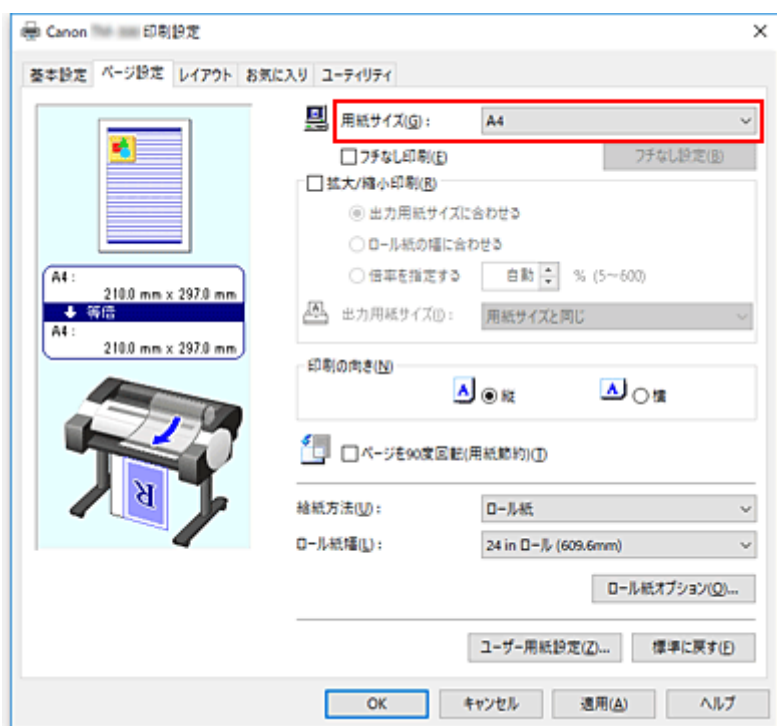 Canon 印刷設定
基本設定 ページ設定 レイアウト お気に入り ユーティリティ
用紙サイズ(G): A4
フチなし印刷(E) フチなし設定(B)
拡大/縮小印刷(R)
出力用紙サイズに合わせる
ロール紙の幅に合わせる
倍率を指定する 自動 % (5~600)
出力用紙サイズ(I): 用紙サイズと同じ
A4:
210.0 mm x 297.0 mm
等倍
A4:
210.0 mm x 297.0 mm
印刷の向き(N)
A 縦 A 横
ページを90度回転(用紙節約)(T)
R
給紙方法(U): ロール紙
ロール紙幅(L): 24 in ロール (609.6mm)
ロール紙オプション(O)...
ユーザー用紙設定(Z)... 標準に戻す(F)
OK キャンセル 適用(A) ヘルプ